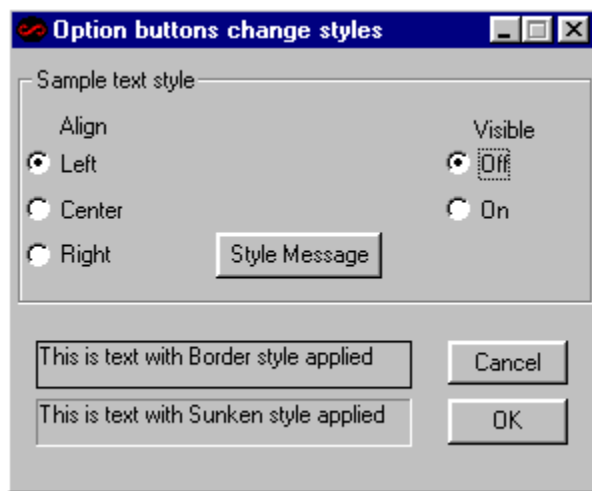 Option buttons change styles
Sample text style
Align
Visible
Left
Off
Center
On
Right
Style Message
This is text with Border style applied
Cancel
This is text with Sunken style applied
OK